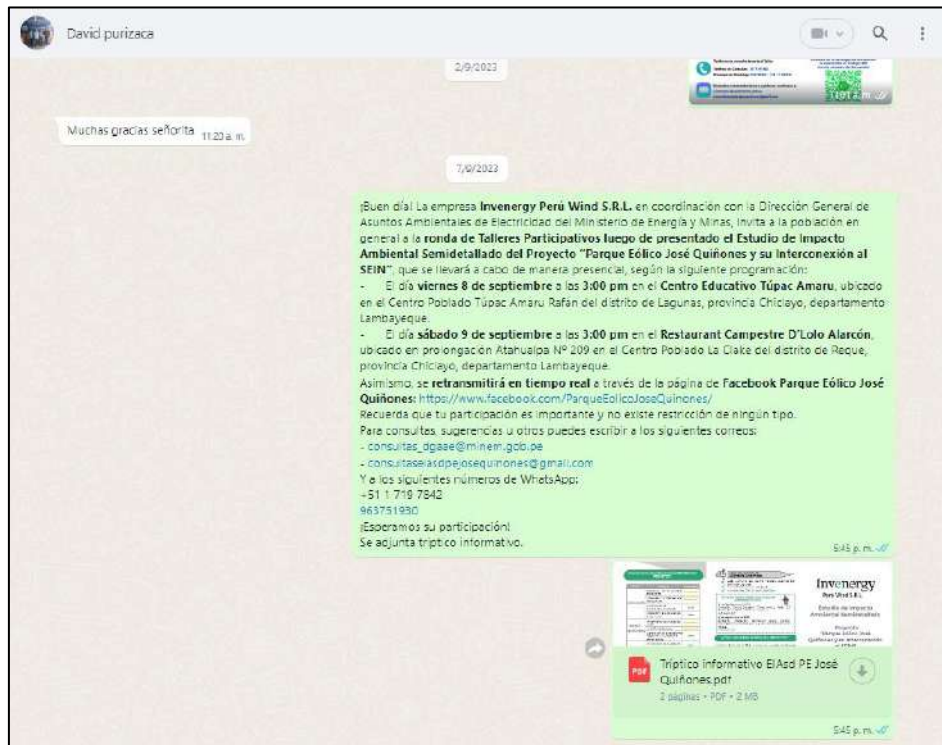 David purizaca
2/9/2023
Muchas gracias señorita 11:23 a. m.
7/9/2023
¡Buen día! La empresa Invenergy Perú Wind S.R.L. en coordinación con la Dirección General de
Asuntos Ambientales de Electricidad del Ministerio de Energía y Minas, invita a la población en
general a la ronda de Talleres Participativos luego de presentado el Estudio de Impacto
Ambiental Semidetallado del Proyecto "Parque Eólico José Quiñones y su Interconexión al
SEIN", que se llevará a cabo de manera presencial, según la siguiente programación:
- El día viernes 8 de septiembre a las 3:00 pm en el Centro Educativo Túpac Amaru, ubicado
en el Centro Poblado Túpac Amaru Rafán del distrito de Lagunas, provincia Chiclayo, departamento
Lambayeque.
- El día sábado 9 de septiembre a las 3:00 pm en el Restaurant Campestre D'Lolo Alarcón,
ubicado en prolongación Atahualpa Nº 209 en el Centro Poblado La Clake del distrito de Reque,
provincia Chiclayo, departamento Lambayeque.
Asimismo, se retransmitirá en tiempo real a través de la página de Facebook Parque Eólico José
Quiñones: https://www.facebook.com/ParqueEolicoJoseQuinones/
Recuerda que tu participación es importante y no existe restricción de ningún tipo.
Para consultas, sugerencias u otros puedes escribir a los siguientes correos:
- consultas_dgaae@minem.gob.pe
- consultaseiasdpejosequinones@gmail.com
Y a los siguientes números de WhatsApp:
+51 1 719 7842
963751930
¡Esperamos su participación!
Se adjunta tríptico informativo.
5:45 p. m.
Invenergy
Perú Wind S.R.L.
Estudio de Impacto
Ambiental Semidetallado
Proyecto
PDF
Tríptico informativo EIAsd PE José
Quiñones.pdf
2 páginas • PDF • 2 MB
5:45 p. m.